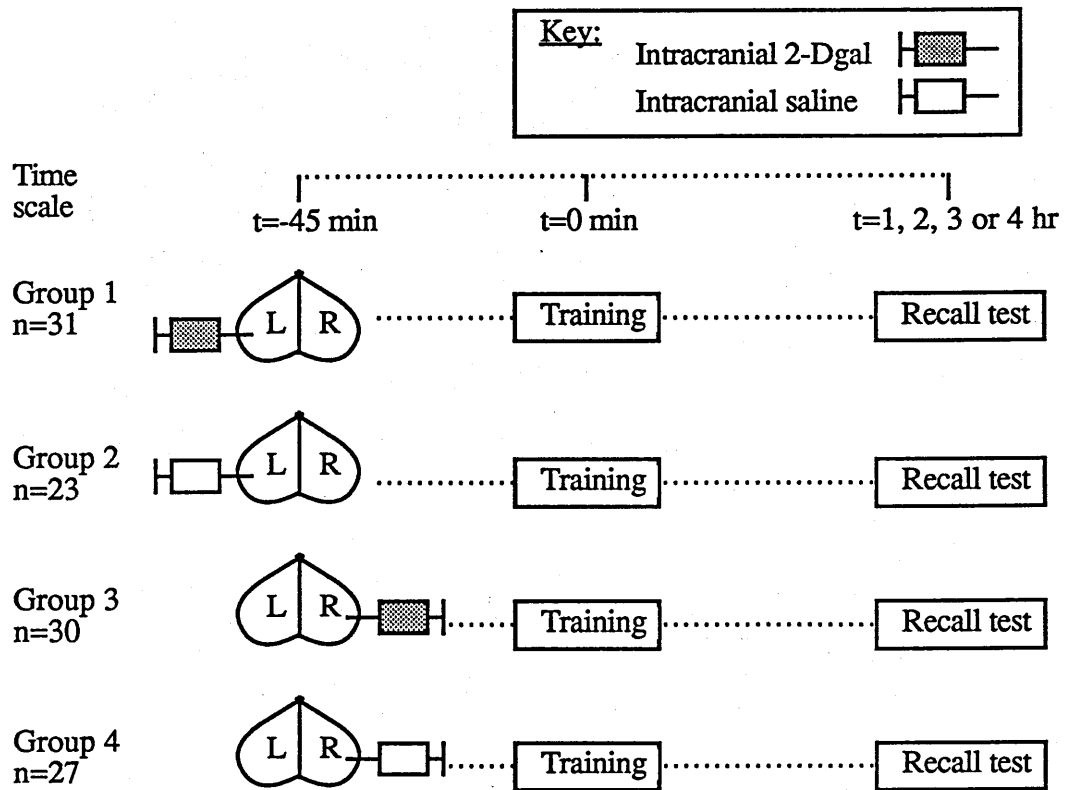 Key:
Intracranial 2-Dgal
Intracranial saline
Time
scale
t=-45 min
t=0 min
t=1, 2, 3 or 4 hr
Group 1
n=31
L R
Training
Recall test
Group 2
n=23
L R
Training
Recall test
Group 3
n=30
L R
Training
Recall test
Group 4
n=27
L R
Training
Recall test